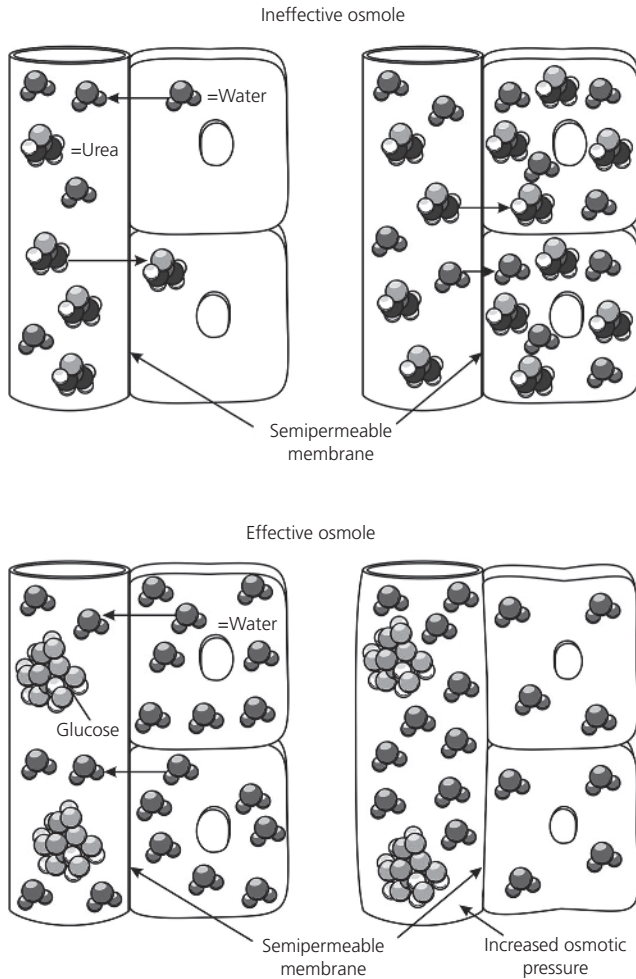 Ineffective osmole
=Water
=Urea
Semipermeable
membrane
Effective osmole
=Water
Glucose
Semipermeable
membrane
Increased osmotic
pressure